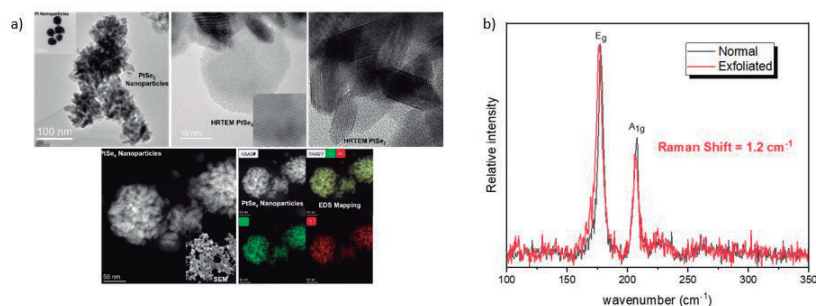 a)
Pt Nanoparticles
PtSe₂
Nanoparticles
100 nm
10 nm
HRTEM PtSe₂
HRTEM PtSe₂
PtSe₂ Nanoparticles
50 nm
SEM
HAADF
HAADF
PtSe₂ Nanoparticles
EDS Mapping
b)
Eg
A1g
Normal
Exfoliated
Raman Shift = 1.2 cm⁻¹
Relative intensity
100
150
200
250
300
350
wavenumber (cm⁻¹)